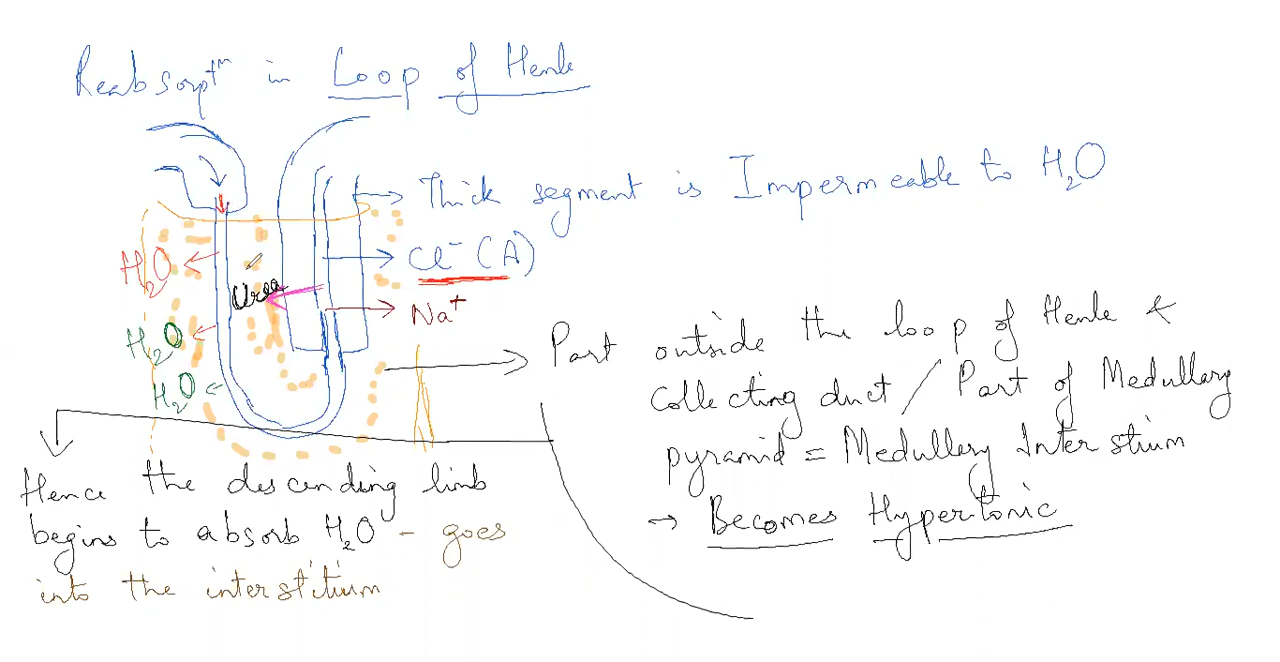 Reabsorptⁿ in Loop of Henle
Thick segment is Impermeable to H₂O
H₂O
Cl⁻ (A)
Urea
Na⁺
H₂O
H₂O
Part outside the loop of Henle &
Collecting duct / Part of Medullary
pyramid = Medullery Interstium
→ Becomes Hypertonic
Hence the descending limb
begins to absorb H₂O - goes
into the interstitium